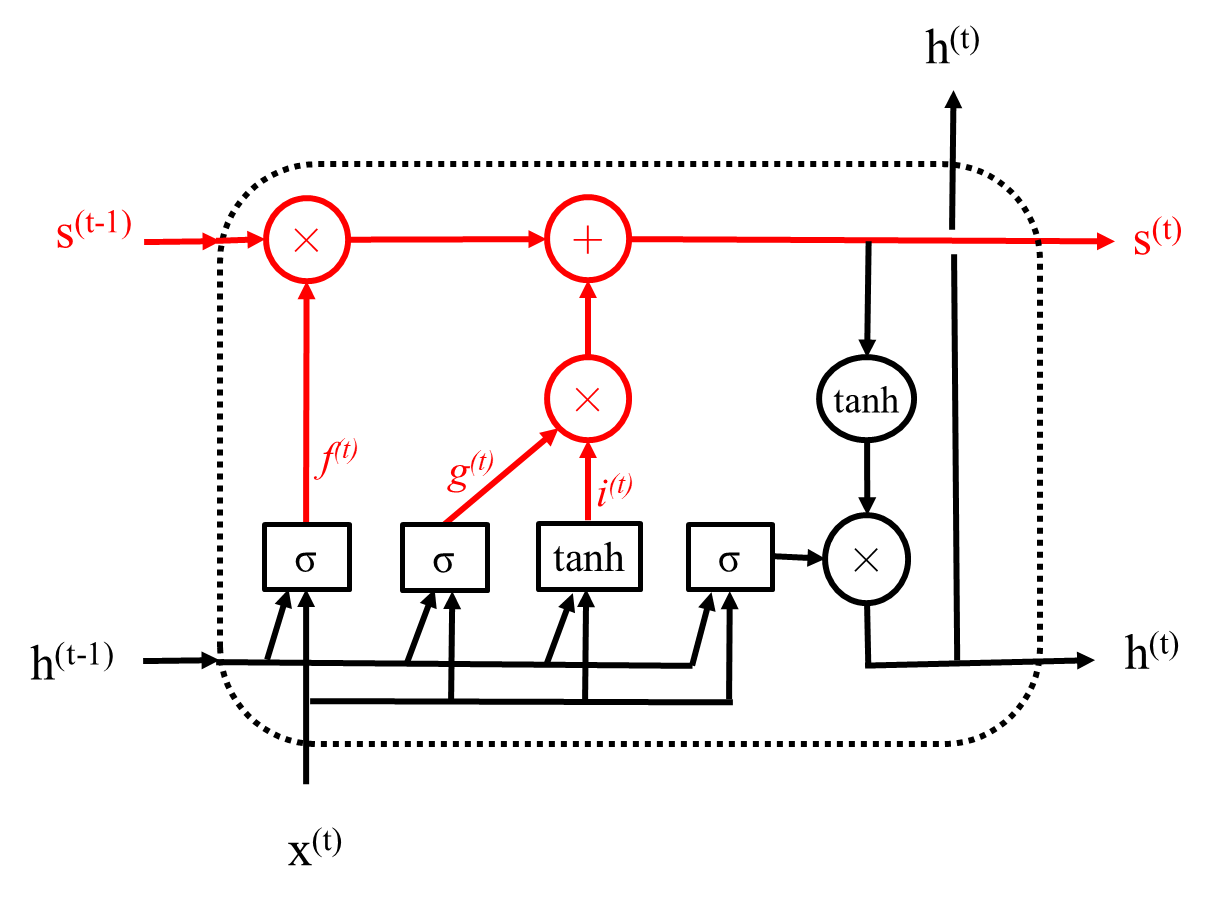 h(t)
s(t-1)
×
+
s(t)
×
tanh
f(t)
g(t)
i(t)
σ
σ
tanh
σ
×
h(t-1)
h(t)
x(t)